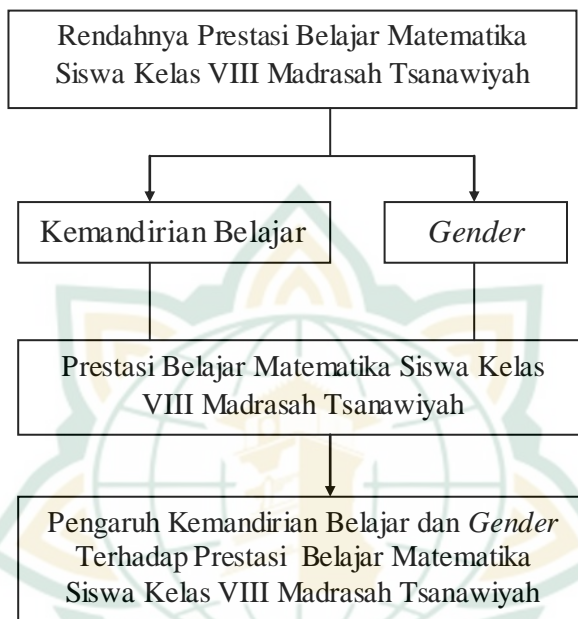 Rendahnya Prestasi Belajar Matematika
Siswa Kelas VIII Madrasah Tsanawiyah
Kemandirian Belajar
Gender
Prestasi Belajar Matematika Siswa Kelas
VIII Madrasah Tsanawiyah
Pengaruh Kemandirian Belajar dan Gender
Terhadap Prestasi Belajar Matematika
Siswa Kelas VIII Madrasah Tsanawiyah